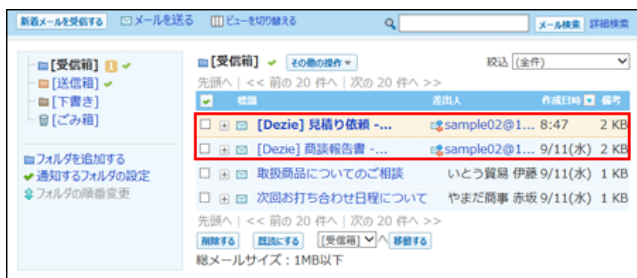 新着メールを受信する メールを送る ビューを切り替える メール検索 詳細検索
[受信箱] 1
[送信箱]
[下書き]
[ごみ箱]
フォルダを追加する
通知するフォルダの設定
フォルダの順番変更
[受信箱] その他の操作▼ 絞込 (全件)
先頭へ | << 前の 20 件へ | 次の 20 件へ >>
標題 差出人 作成日時 備考
[Dezie] 見積り依頼 -... sample02@1... 8:47 2 KB
[Dezie] 商談報告書 -... sample02@1... 9/11(水) 2 KB
取扱商品についてのご相談 いとう貿易 伊藤 9/11(水) 1 KB
次回お打ち合わせ日程について やまだ商事 赤坂 9/11(水) 1 KB
先頭へ | << 前の 20 件へ | 次の 20 件へ >>
削除する 既読にする [受信箱] へ 移動する
総メールサイズ：1MB以下